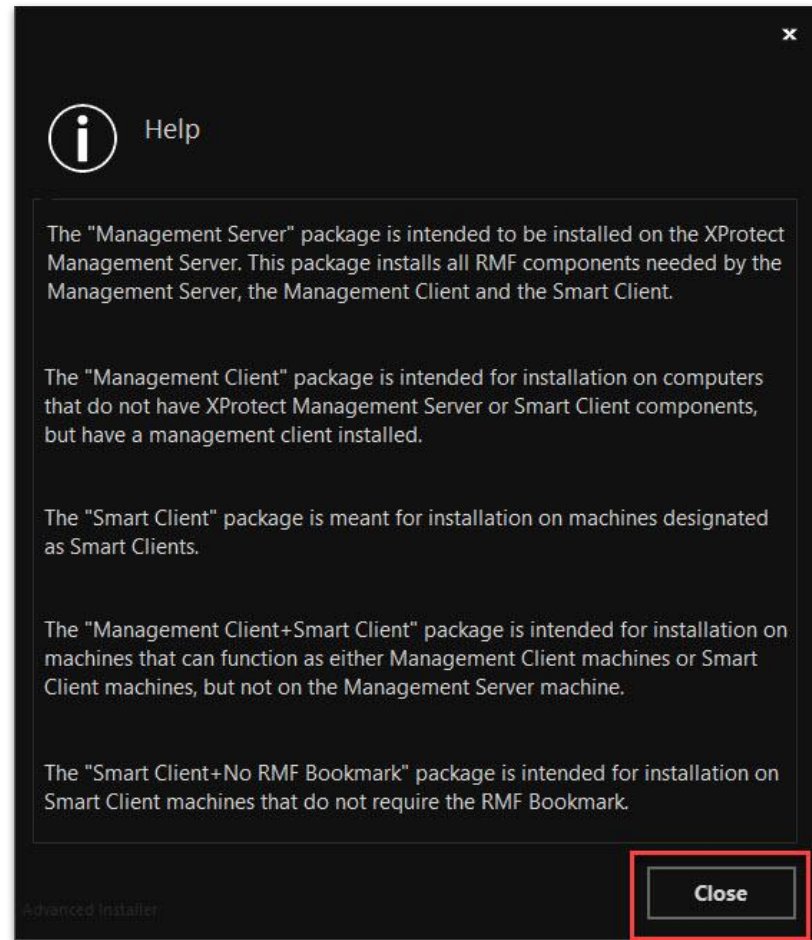 Help
The "Management Server" package is intended to be installed on the XProtect
Management Server. This package installs all RMF components needed by the
Management Server, the Management Client and the Smart Client.
The "Management Client" package is intended for installation on computers
that do not have XProtect Management Server or Smart Client components,
but have a management client installed.
The "Smart Client" package is meant for installation on machines designated
as Smart Clients.
The "Management Client+Smart Client" package is intended for installation on
machines that can function as either Management Client machines or Smart
Client machines, but not on the Management Server machine.
The "Smart Client+No RMF Bookmark" package is intended for installation on
Smart Client machines that do not require the RMF Bookmark.
Close
Advanced Installer